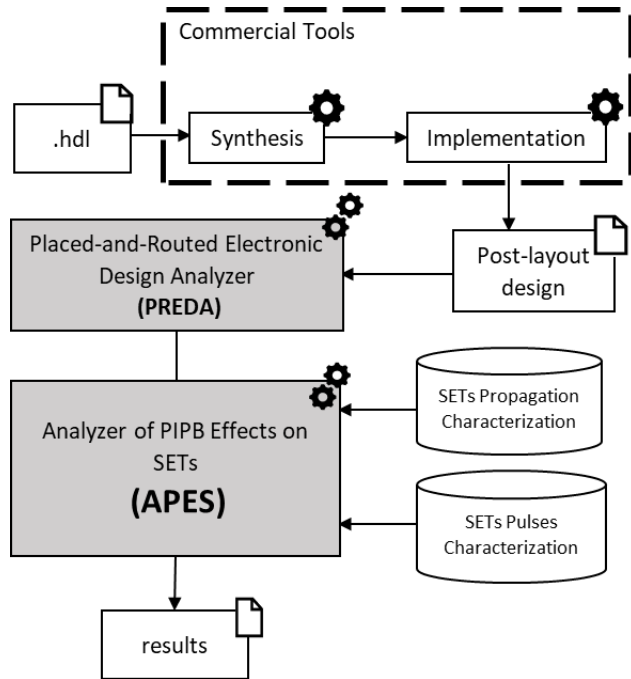 Commercial Tools
.hdl
Synthesis
Implementation
Placed-and-Routed Electronic
Design Analyzer
(PREDA)
Post-layout
design
Analyzer of PIPB Effects on
SETs
(APES)
SETs Propagation
Characterization
SETs Pulses
Characterization
results